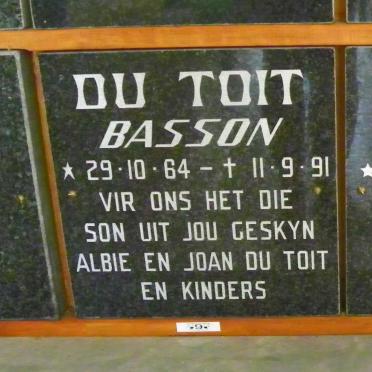 DU TOIT
BASSON
★ 29·10·64 – † 11·9·91
VIR ONS HET DIE
SON UIT JOU GESKYN
ALBIE EN JOAN DU TOIT
EN KINDERS